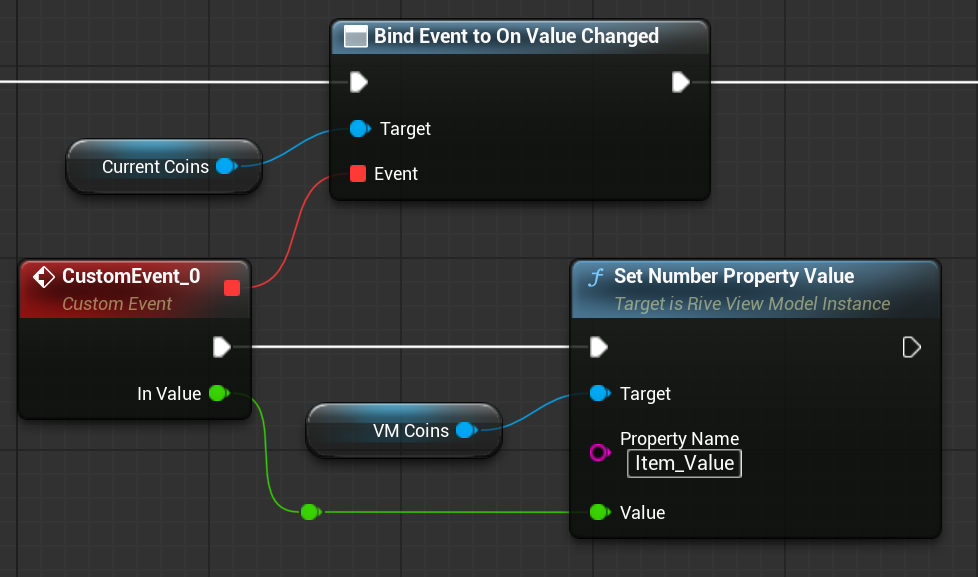 Bind Event to On Value Changed
Target
Current Coins
Event
CustomEvent_0
Custom Event
Set Number Property Value
Target is Rive View Model Instance
In Value
Target
VM Coins
Property Name
Item_Value
Value